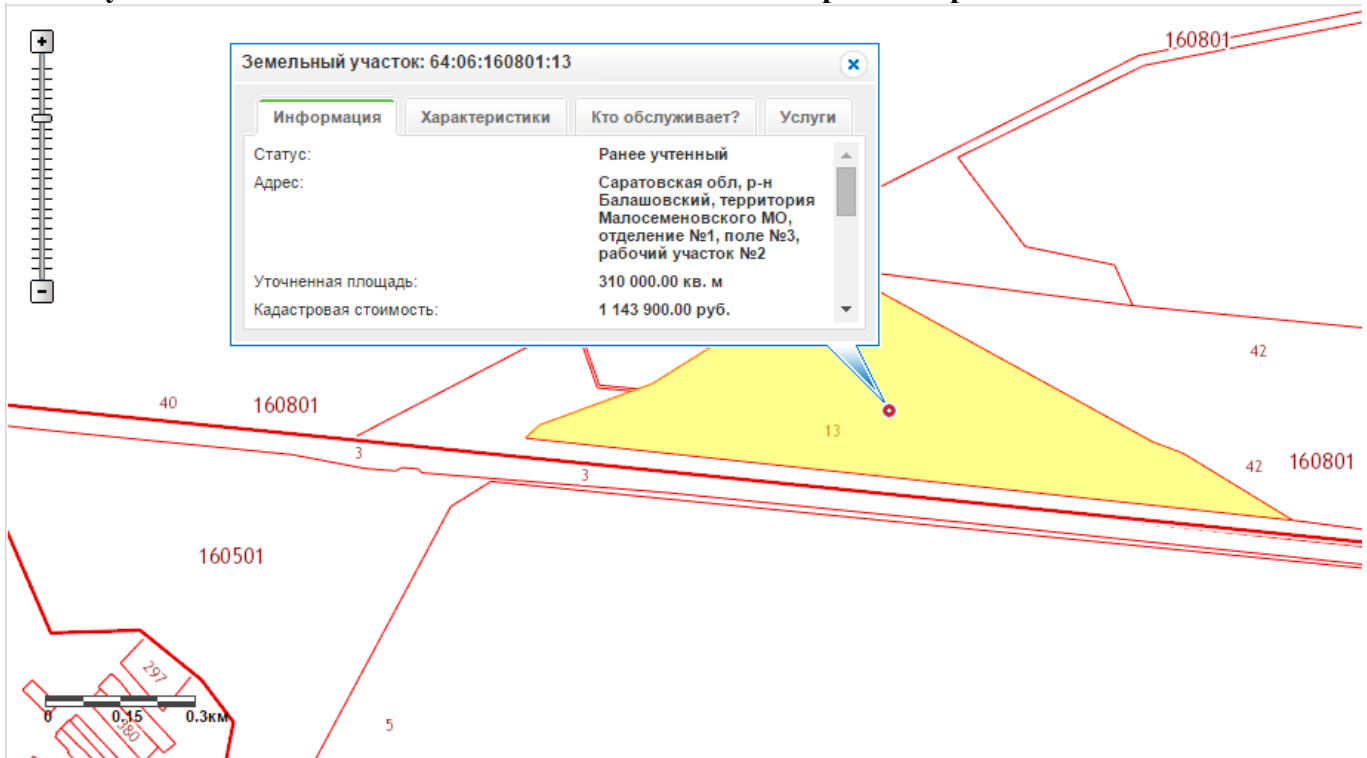 160801
Земельный участок: 64:06:160801:13
Информация
Характеристики
Кто обслуживает?
Услуги
Статус:
Ранее учтенный
Адрес:
Саратовская обл, р-н
Балашовский, территория
Малосеменовского МО,
отделение №1, поле №3,
рабочий участок №2
Уточненная площадь:
310 000.00 кв. м
Кадастровая стоимость:
1 143 900.00 руб.
42
40
160801
13
3
3
42
160801
160501
297
380
0
0.15
0.3км
5